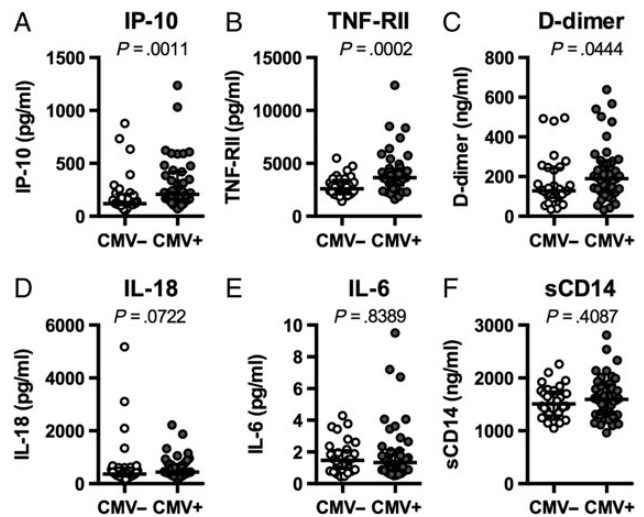 A IP-10
P = .0011
1500
1000
500
0
IP-10 (pg/ml)
CMV– CMV+
B TNF-RII
P = .0002
15000
10000
5000
0
TNF-RII (pg/ml)
CMV– CMV+
C D-dimer
P = .0444
800
600
400
200
0
D-dimer (ng/ml)
CMV– CMV+
D IL-18
P = .0722
6000
4000
2000
0
IL-18 (pg/ml)
CMV– CMV+
E IL-6
P = .8389
10
8
6
4
2
0
IL-6 (pg/ml)
CMV– CMV+
F sCD14
P = .4087
3000
2000
1000
0
sCD14 (ng/ml)
CMV– CMV+